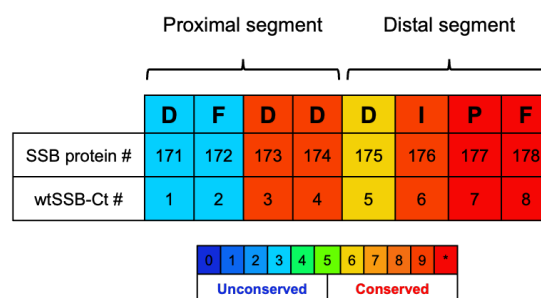 Proximal segment Distal segment
D F D D D I P F
SSB protein # 171 172 173 174 175 176 177 178
wtSSB-Ct # 1 2 3 4 5 6 7 8
0 1 2 3 4 5 6 7 8 9 *
Unconserved Conserved